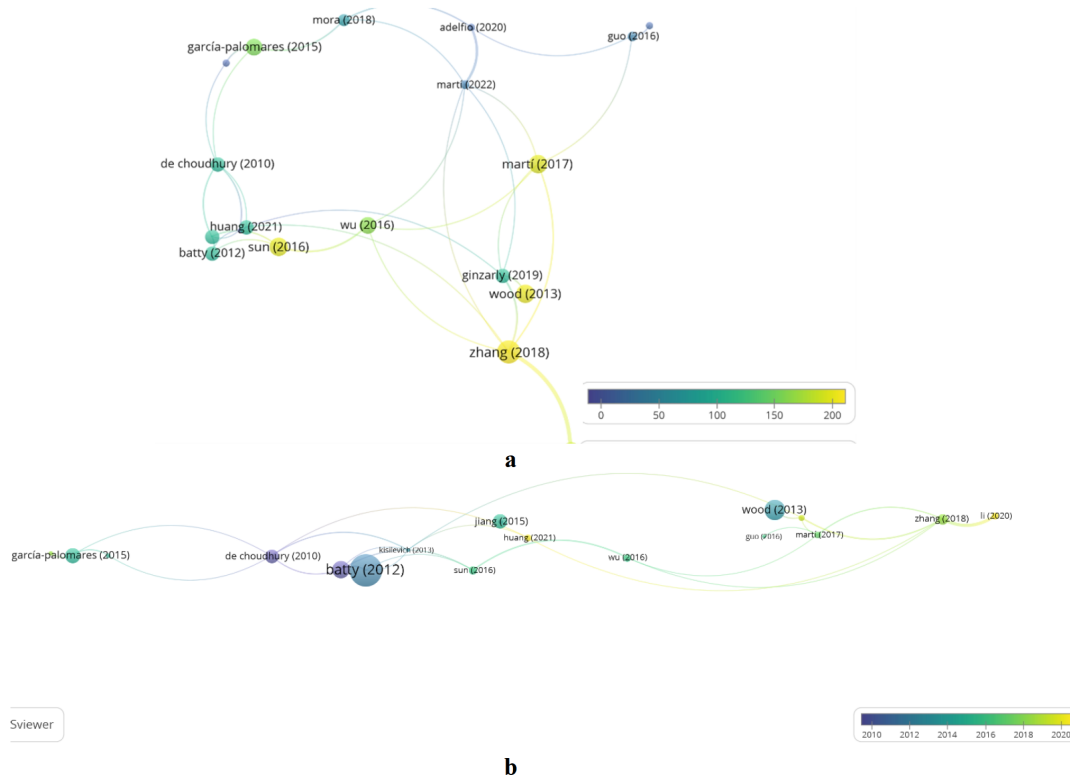 mora (2018)
adelfio (2020)
guo (2016)
garcía-palomares (2015)
martí (2022)
de choudhury (2010)
martí (2017)
huang (2021)
wu (2016)
batty (2012)
sun (2016)
ginzarly (2019)
wood (2013)
zhang (2018)
0 50 100 150 200
a
wood (2013)
jiang (2015)
zhang (2018)
li (2020)
huang (2021)
guo (2016)
martí (2017)
garcía-palomares (2015)
de choudhury (2010)
kisilevich (2013)
wu (2016)
batty (2012)
sun (2016)
Sviewer
2010 2012 2014 2016 2018 2020
b